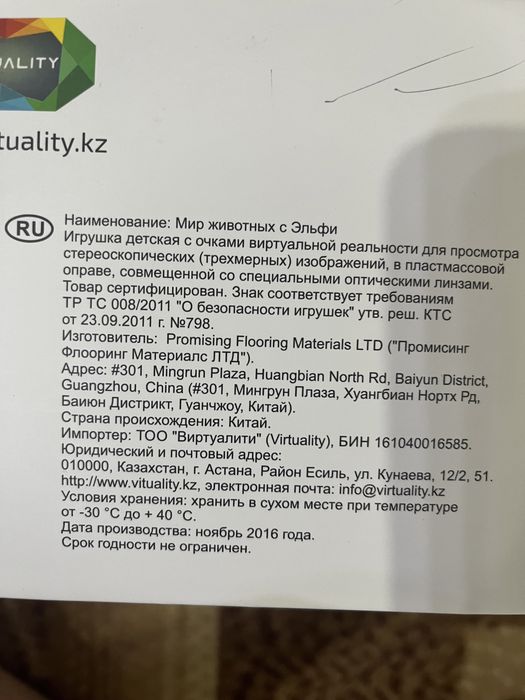 UALITY
tuality.kz
RU
Наименование: Мир животных с Эльфи
Игрушка детская с очками виртуальной реальности для просмотра
стереоскопических (трехмерных) изображений, в пластмассовой
оправе, совмещенной со специальными оптическими линзами.
Товар сертифицирован. Знак соответствует требованиям
ТР ТС 008/2011 "О безопасности игрушек" утв. реш. КТС
от 23.09.2011 г. №798.
Изготовитель: Promising Flooring Materials LTD ("Промисинг
Флооринг Материалс ЛТД").
Адрес: #301, Mingrun Plaza, Huangbian North Rd, Baiyun District,
Guangzhou, China (#301, Мингрун Плаза, Хуангбиан Нортх Рд,
Баиюн Дистрикт, Гуанчжоу, Китай).
Страна происхождения: Китай.
Импортер: ТОО "Виртуалити" (Virtuality), БИН 161040016585.
Юридический и почтовый адрес:
010000, Казахстан, г. Астана, Район Есиль, ул. Кунаева, 12/2, 51.
http://www.vituality.kz, электронная почта: info@virtuality.kz
Условия хранения: хранить в сухом месте при температуре
от -30 °C до + 40 °C.
Дата производства: ноябрь 2016 года.
Срок годности не ограничен.